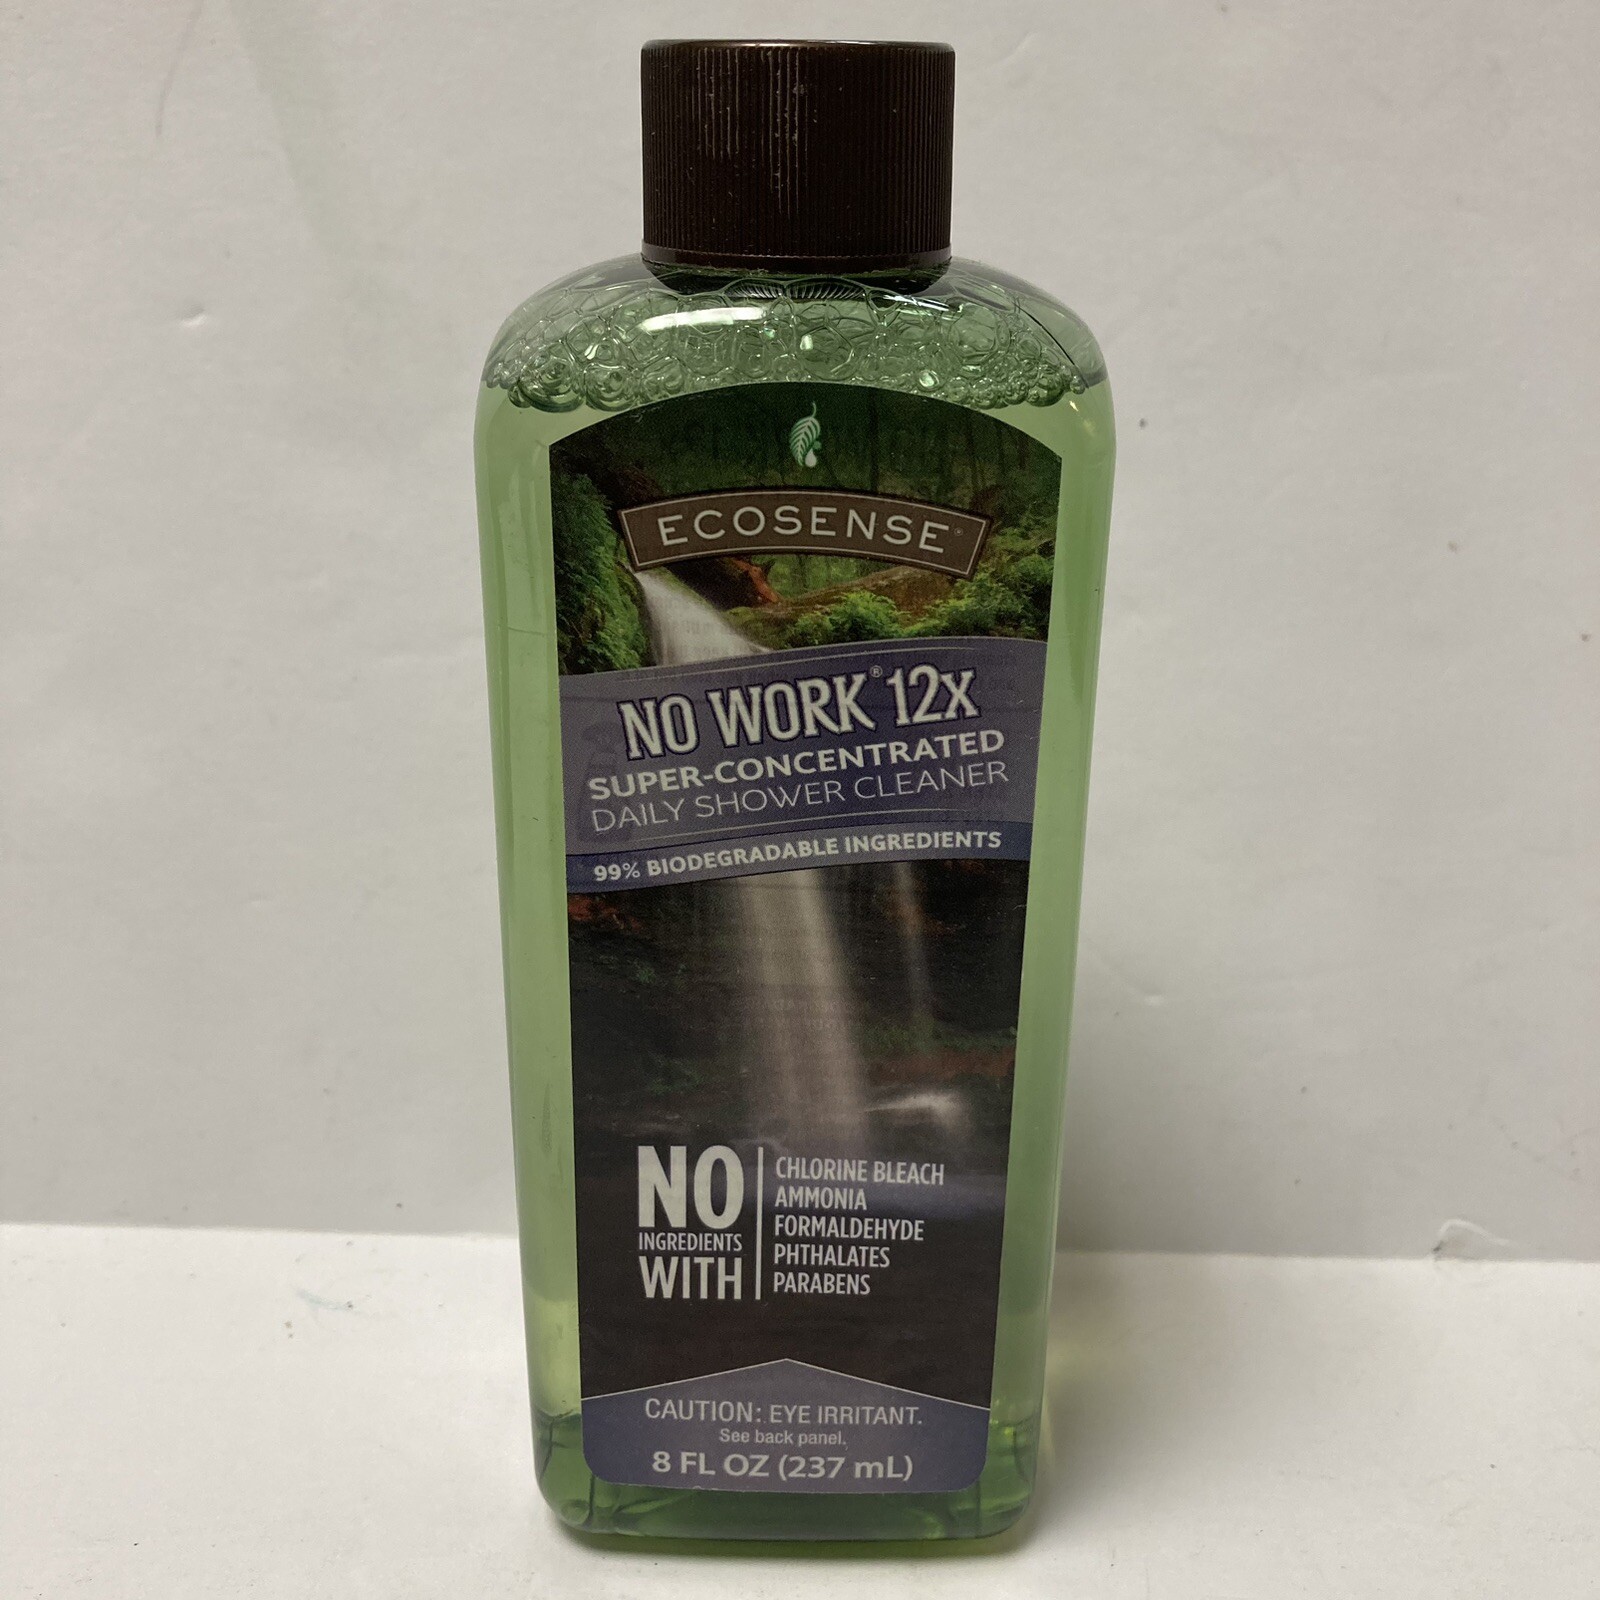 ECOSENSE®
NO WORK® 12X
SUPER-CONCENTRATED
DAILY SHOWER CLEANER
99% BIODEGRADABLE INGREDIENTS
NO
INGREDIENTS
WITH
CHLORINE BLEACH
AMMONIA
FORMALDEHYDE
PHTHALATES
PARABENS
CAUTION: EYE IRRITANT.
See back panel.
8 FL OZ (237 mL)